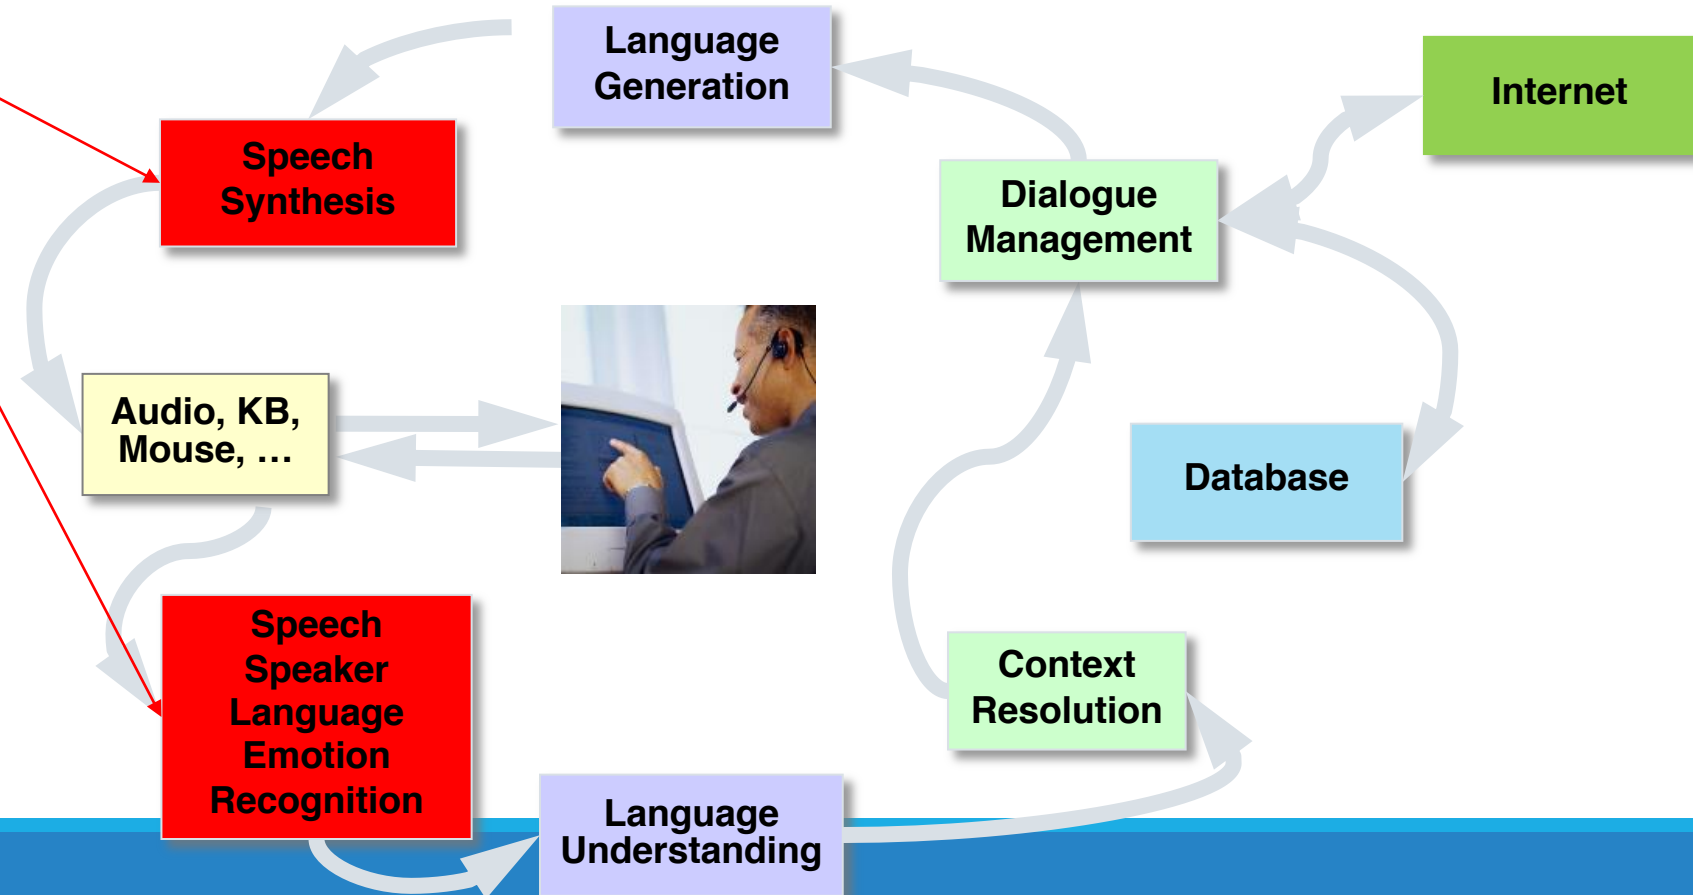 Language
Generation
Internet
Speech
Synthesis
Dialogue
Management
Audio, KB,
Mouse, …
Database
Speech
Speaker
Language
Emotion
Recognition
Context
Resolution
Language
Understanding